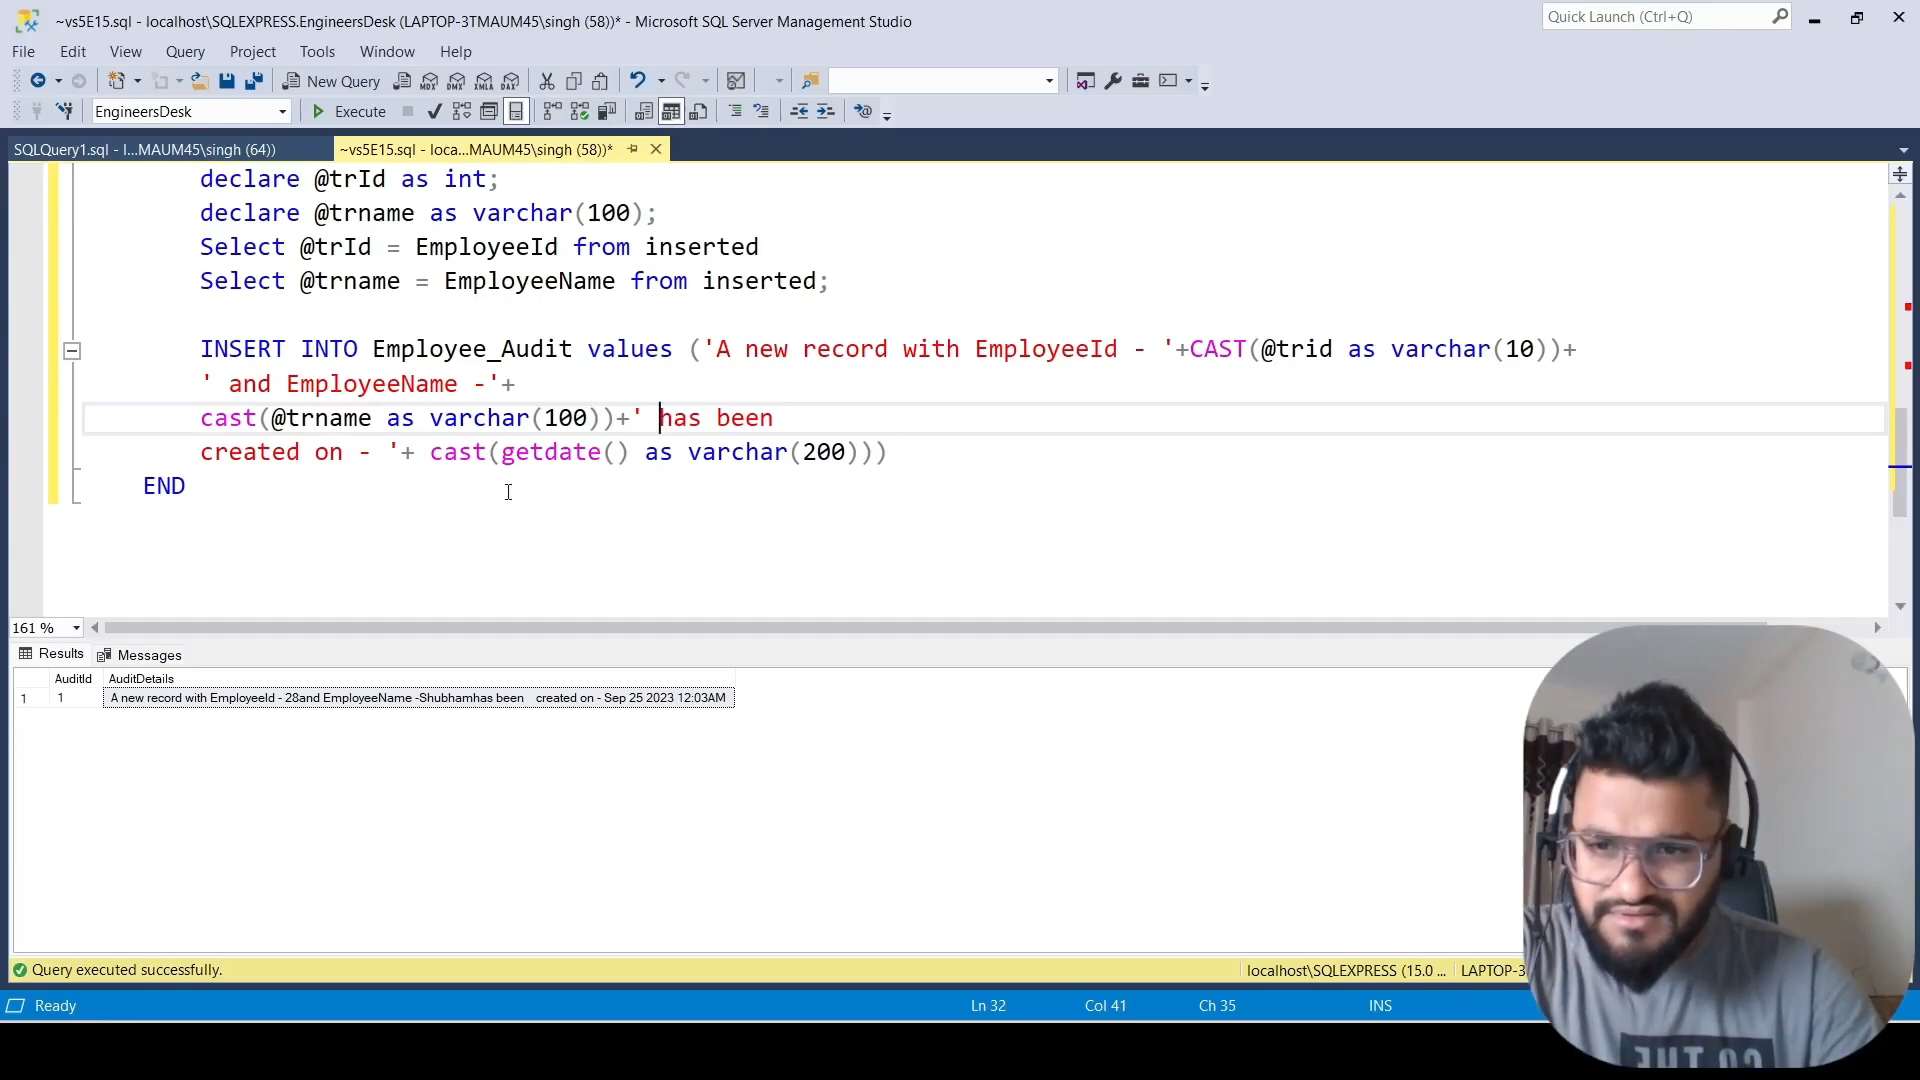 ~vs5E15.sql - localhost\SQLEXPRESS.EngineersDesk (LAPTOP-3TMAUM45\singh (58))* - Microsoft SQL Server Management Studio
Quick Launch (Ctrl+Q)
File Edit View Query Project Tools Window Help
New Query MDX DMX XMLA DAX
EngineersDesk Execute
SQLQuery1.sql - l...MAUM45\singh (64)) ~vs5E15.sql - loca...MAUM45\singh (58))*
declare @trId as int;
declare @trname as varchar(100);
Select @trId = EmployeeId from inserted
Select @trname = EmployeeName from inserted;
INSERT INTO Employee_Audit values ('A new record with EmployeeId - '+CAST(@trid as varchar(10))+
' and EmployeeName -'+
cast(@trname as varchar(100))+' has been
created on - '+ cast(getdate() as varchar(200)))
END
161 %
Results Messages
AuditId AuditDetails
1 1 A new record with EmployeeId - 28and EmployeeName -Shubhamhas been created on - Sep 25 2023 12:03AM
Query executed successfully. localhost\SQLEXPRESS (15.0 ... LAPTOP-3
Ready Ln 32 Col 41 Ch 35 INS